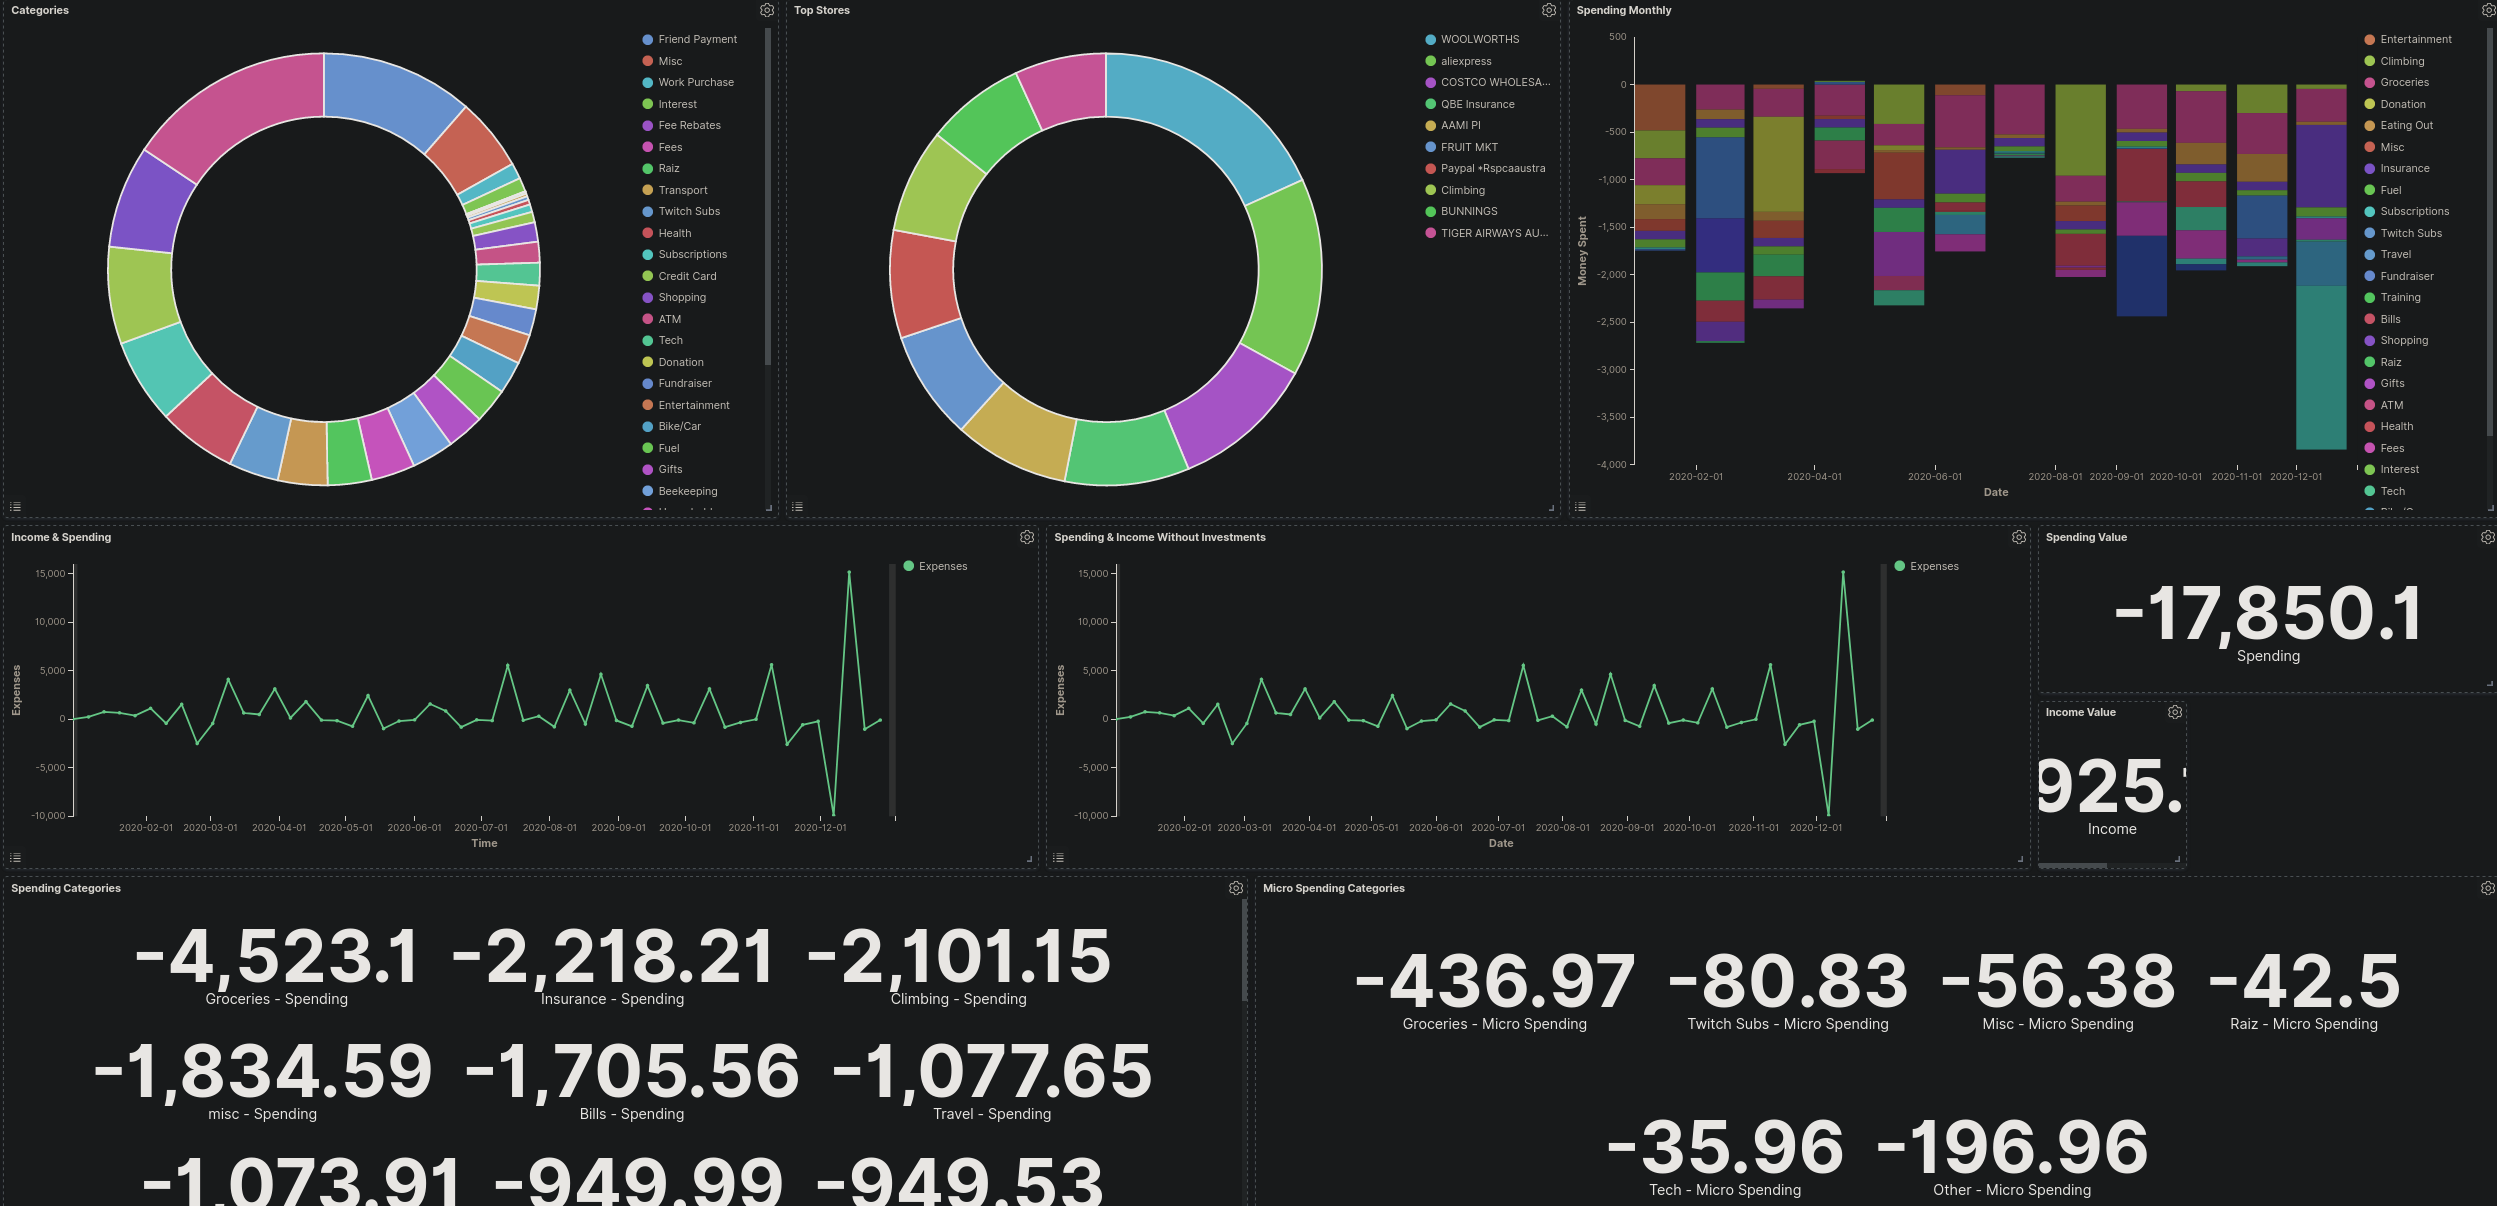 Categories
Friend Payment
Misc
Work Purchase
Interest
Fee Rebates
Fees
Raiz
Transport
Twitch Subs
Health
Subscriptions
Credit Card
Shopping
ATM
Tech
Donation
Fundraiser
Entertainment
Bike/Car
Fuel
Gifts
Beekeeping
Top Stores
WOOLWORTHS
aliexpress
COSTCO WHOLESA...
QBE Insurance
AAMI PI
FRUIT MKT
Paypal *Rspcaaustra
Climbing
BUNNINGS
TIGER AIRWAYS AU...
Spending Monthly
Money Spent
500
0
-500
-1,000
-1,500
-2,000
-2,500
-3,000
-3,500
-4,000
2020-02-01 2020-04-01 2020-06-01 2020-08-01 2020-09-01 2020-10-01 2020-11-01 2020-12-01
Date
Entertainment
Climbing
Groceries
Donation
Eating Out
Misc
Insurance
Fuel
Subscriptions
Twitch Subs
Travel
Fundraiser
Training
Bills
Shopping
Raiz
Gifts
ATM
Health
Fees
Interest
Tech
Income & Spending
Expenses
15,000
10,000
5,000
0
-5,000
-10,000
2020-02-01 2020-03-01 2020-04-01 2020-05-01 2020-06-01 2020-07-01 2020-08-01 2020-09-01 2020-10-01 2020-11-01 2020-12-01
Time
Expenses
Spending & Income Without Investments
Expenses
15,000
10,000
5,000
0
-5,000
-10,000
2020-02-01 2020-03-01 2020-04-01 2020-05-01 2020-06-01 2020-07-01 2020-08-01 2020-09-01 2020-10-01 2020-11-01 2020-12-01
Date
Expenses
Spending Value
-17,850.1
Spending
Income Value
925.
Income
Spending Categories
-4,523.1 -2,218.21 -2,101.15
Groceries - Spending Insurance - Spending Climbing - Spending
-1,834.59 -1,705.56 -1,077.65
misc - Spending Bills - Spending Travel - Spending
-1,073.91 -949.99 -949.53
Micro Spending Categories
-436.97 -80.83 -56.38 -42.5
Groceries - Micro Spending Twitch Subs - Micro Spending Misc - Micro Spending Raiz - Micro Spending
-35.96 -196.96
Tech - Micro Spending Other - Micro Spending